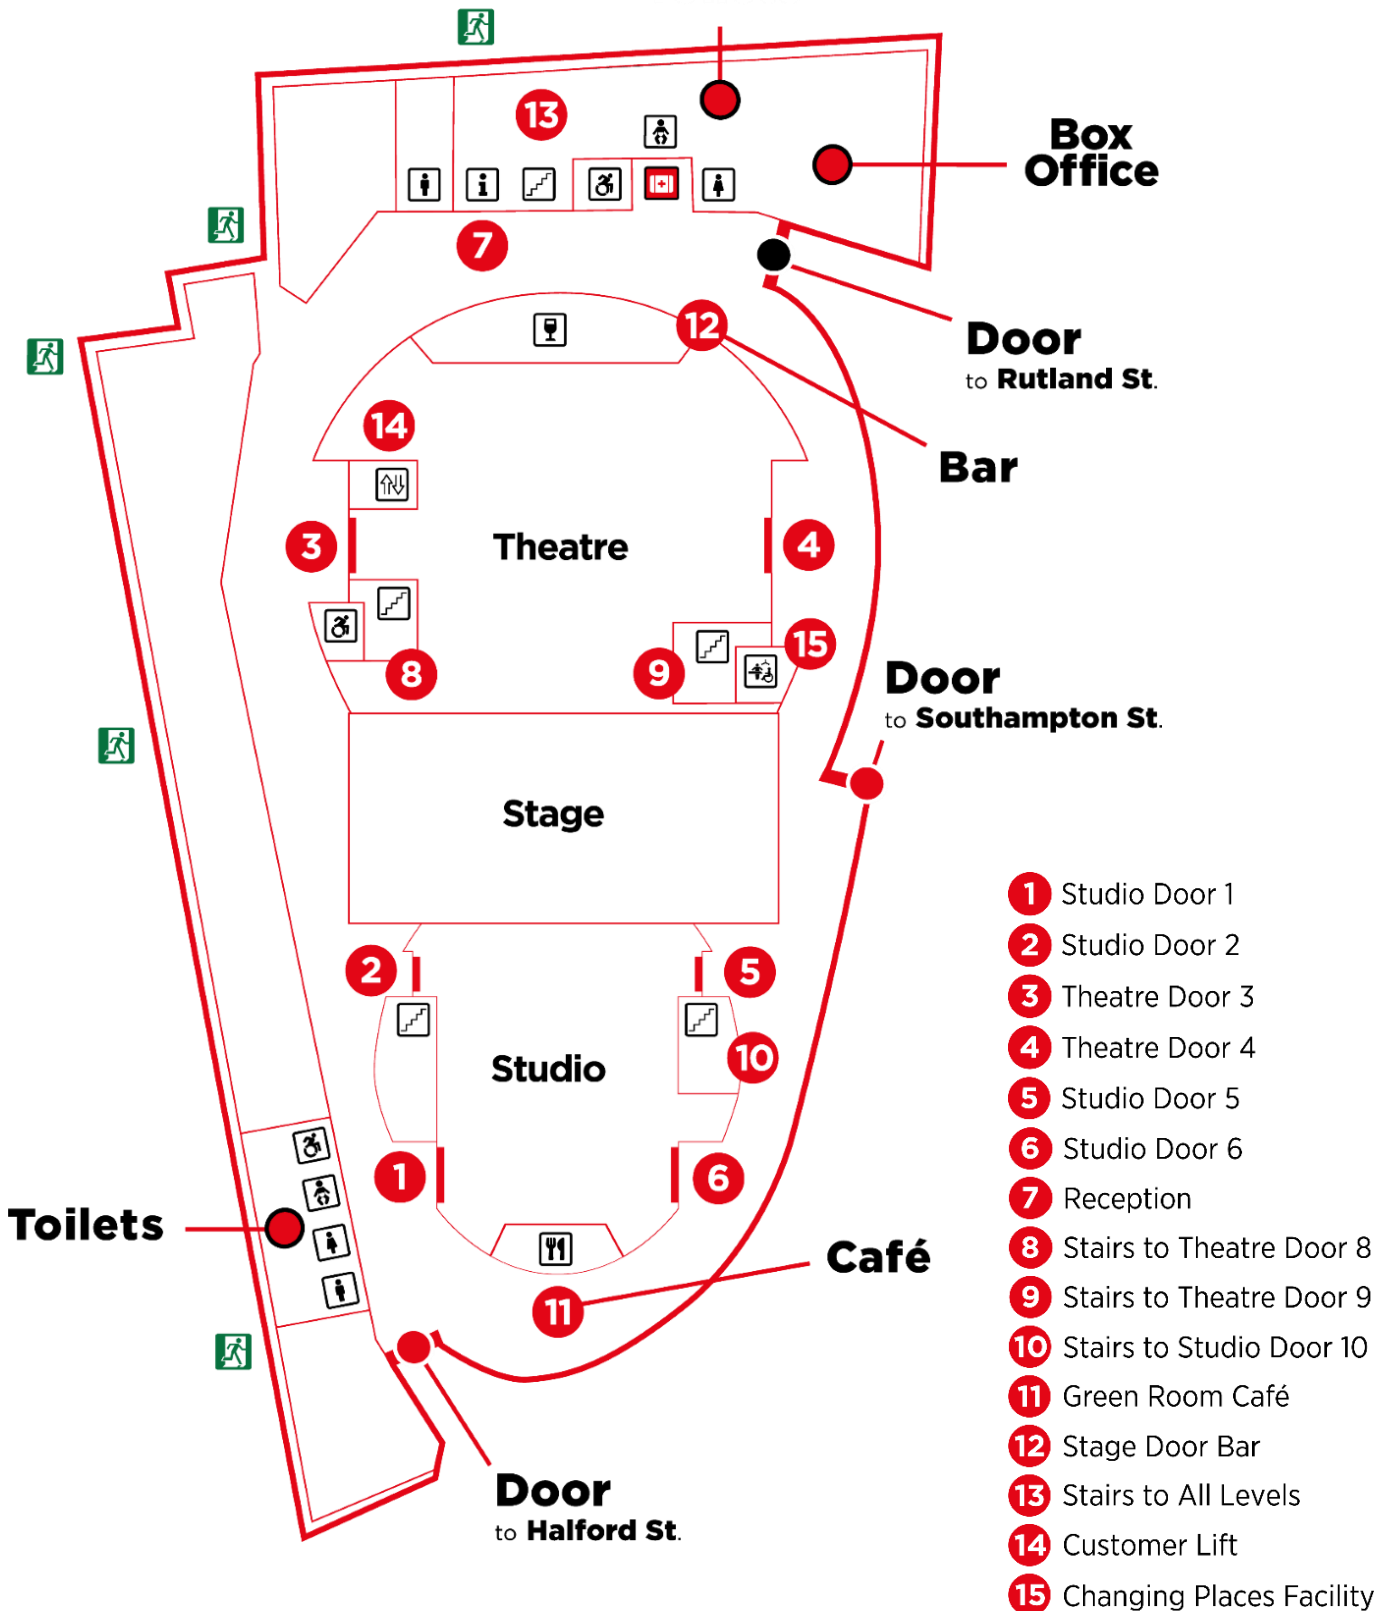 13
Box
Office
7
12
Door
to Rutland St.
14
Bar
3
Theatre
4
15
8
9
Door
to Southampton St.
Stage
2
5
10
Studio
1
6
Toilets
Café
11
Door
to Halford St.
1 Studio Door 1
2 Studio Door 2
3 Theatre Door 3
4 Theatre Door 4
5 Studio Door 5
6 Studio Door 6
7 Reception
8 Stairs to Theatre Door 8
9 Stairs to Theatre Door 9
10 Stairs to Studio Door 10
11 Green Room Café
12 Stage Door Bar
13 Stairs to All Levels
14 Customer Lift
15 Changing Places Facility